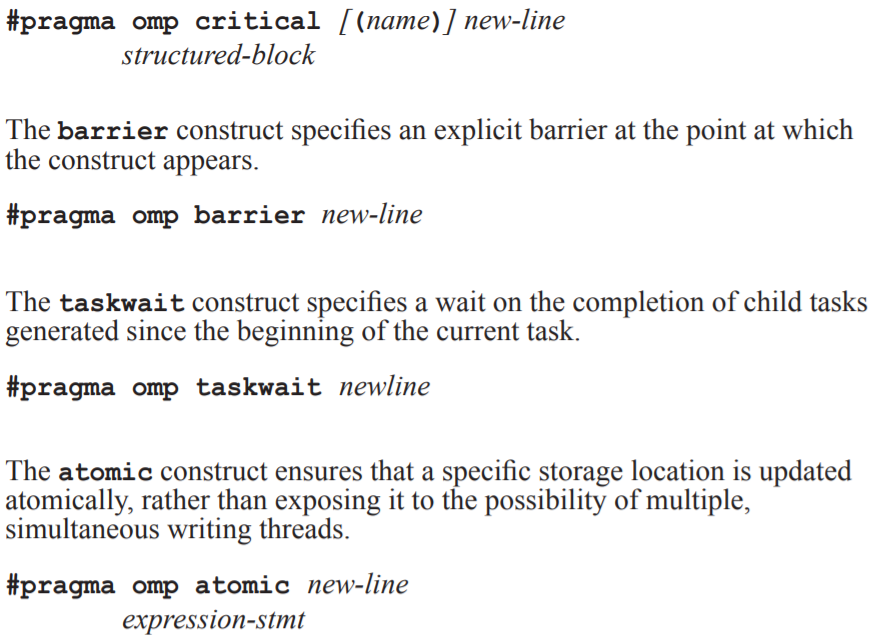 #pragma omp critical [(name)] new-line
structured-block
The barrier construct specifies an explicit barrier at the point at which
the construct appears.
#pragma omp barrier new-line
The taskwait construct specifies a wait on the completion of child tasks
generated since the beginning of the current task.
#pragma omp taskwait newline
The atomic construct ensures that a specific storage location is updated
atomically, rather than exposing it to the possibility of multiple,
simultaneous writing threads.
#pragma omp atomic new-line
expression-stmt